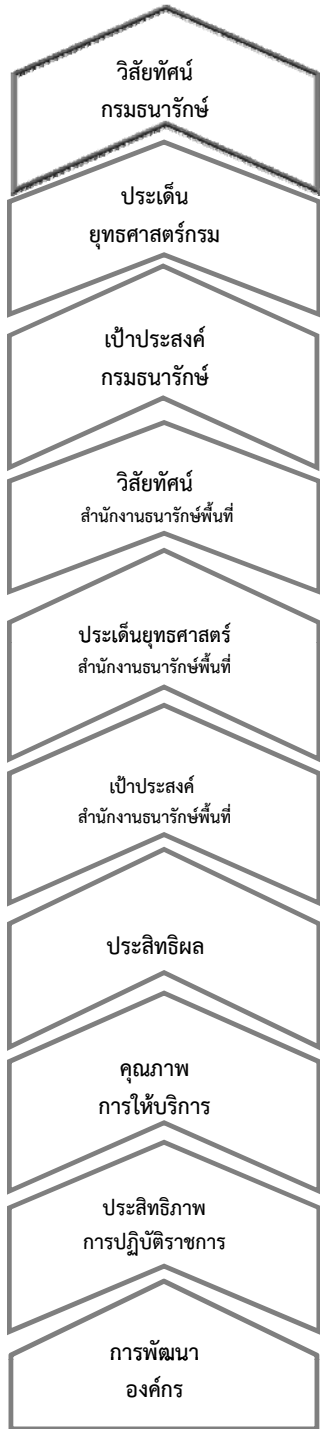 วิสัยทัศน์
กรมธนารักษ์
ประเด็น
ยุทธศาสตร์กรม
เป้าประสงค์
กรมธนารักษ์
วิสัยทัศน์
สำนักงานธนารักษ์พื้นที่
ประเด็นยุทธศาสตร์
สำนักงานธนารักษ์พื้นที่
เป้าประสงค์
สำนักงานธนารักษ์พื้นที่
ประสิทธิผล
คุณภาพ
การให้บริการ
ประสิทธิภาพ
การปฏิบัติราชการ
การพัฒนา
องค์กร